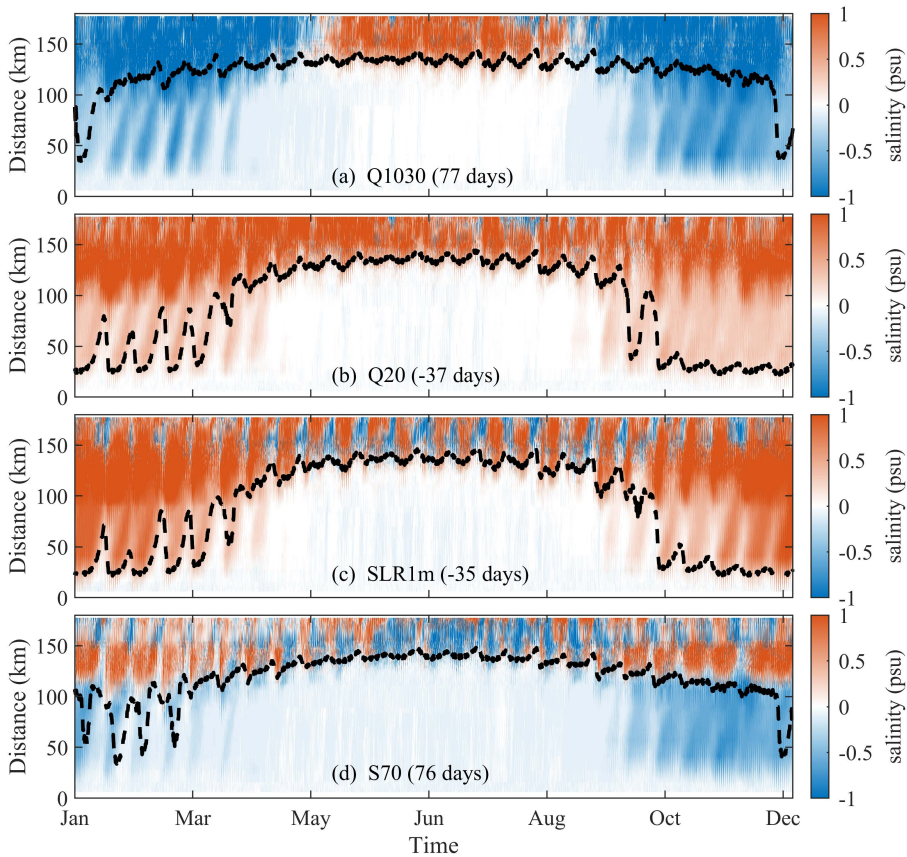 Distance (km)
150
100
50
0
(a) Q1030 (77 days)
1
0.5
0
-0.5
-1
salinity (psu)
Distance (km)
150
100
50
0
(b) Q20 (-37 days)
1
0.5
0
-0.5
-1
salinity (psu)
Distance (km)
150
100
50
0
(c) SLR1m (-35 days)
1
0.5
0
-0.5
-1
salinity (psu)
Distance (km)
150
100
50
0
(d) S70 (76 days)
1
0.5
0
-0.5
-1
salinity (psu)
Jan Mar May Jun Aug Oct Dec
Time